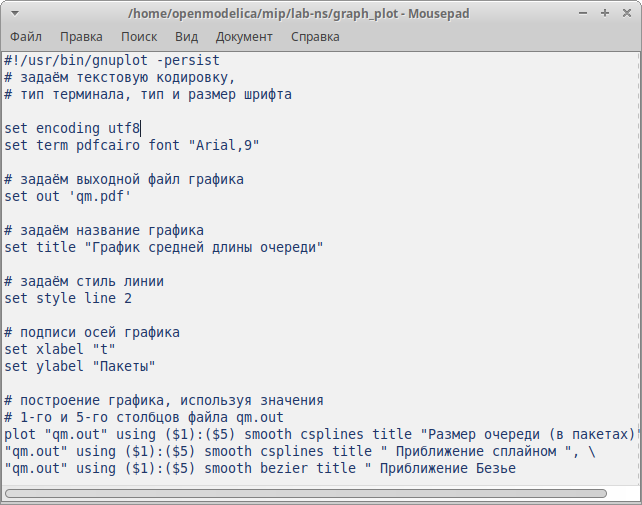 /home/openmodelica/mip/lab-ns/graph_plot - Mousepad
Файл Правка Поиск Вид Документ Справка
#!/usr/bin/gnuplot -persist
# задаём текстовую кодировку,
# тип терминала, тип и размер шрифта
set encoding utf8
set term pdfcairo font "Arial,9"
# задаём выходной файл графика
set out 'qm.pdf'
# задаём название графика
set title "График средней длины очереди"
# задаём стиль линии
set style line 2
# подписи осей графика
set xlabel "t"
set ylabel "Пакеты"
# построение графика, используя значения
# 1-го и 5-го столбцов файла qm.out
plot "qm.out" using ($1):($5) smooth csplines title "Размер очереди (в пакетах)"
"qm.out" using ($1):($5) smooth csplines title " Приближение сплайном ", \
"qm.out" using ($1):($5) smooth bezier title " Приближение Безье